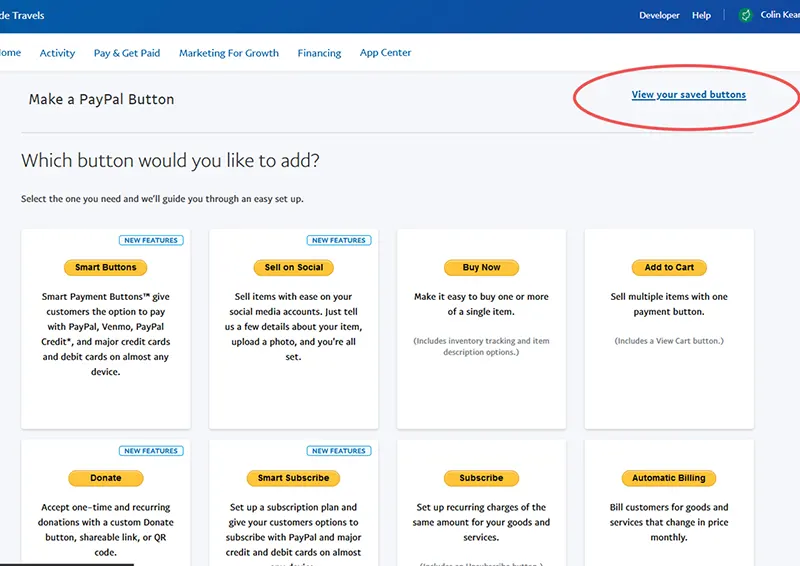 de Travels
Developer
Help
Colin Kear
ome
Activity
Pay & Get Paid
Marketing For Growth
Financing
App Center
Make a PayPal Button
View your saved buttons
Which button would you like to add?
Select the one you need and we'll guide you through an easy set up.
NEW FEATURES
Smart Buttons
Smart Payment Buttons™ give
customers the option to pay
with PayPal, Venmo, PayPal
Credit*, and major credit cards
and debit cards on almost any
device.
NEW FEATURES
Sell on Social
Sell items with ease on your
social media accounts. Just tell
us a few details about your item,
upload a photo, and you're all
set.
Buy Now
Make it easy to buy one or more
of a single item.
(Includes inventory tracking and item
description options.)
Add to Cart
Sell multiple items with one
payment button.
(Includes a View Cart button.)
NEW FEATURES
Donate
Accept one-time and recurring
donations with a custom Donate
button, shareable link, or QR
code.
NEW FEATURES
Smart Subscribe
Set up a subscription plan and
give your customers options to
subscribe with PayPal and major
credit and debit cards on almost
any device.
Subscribe
Set up recurring charges of the
same amount for your goods and
services.
(Includes an Unsubscribe button.)
Automatic Billing
Bill customers for goods and
services that change in price
monthly.